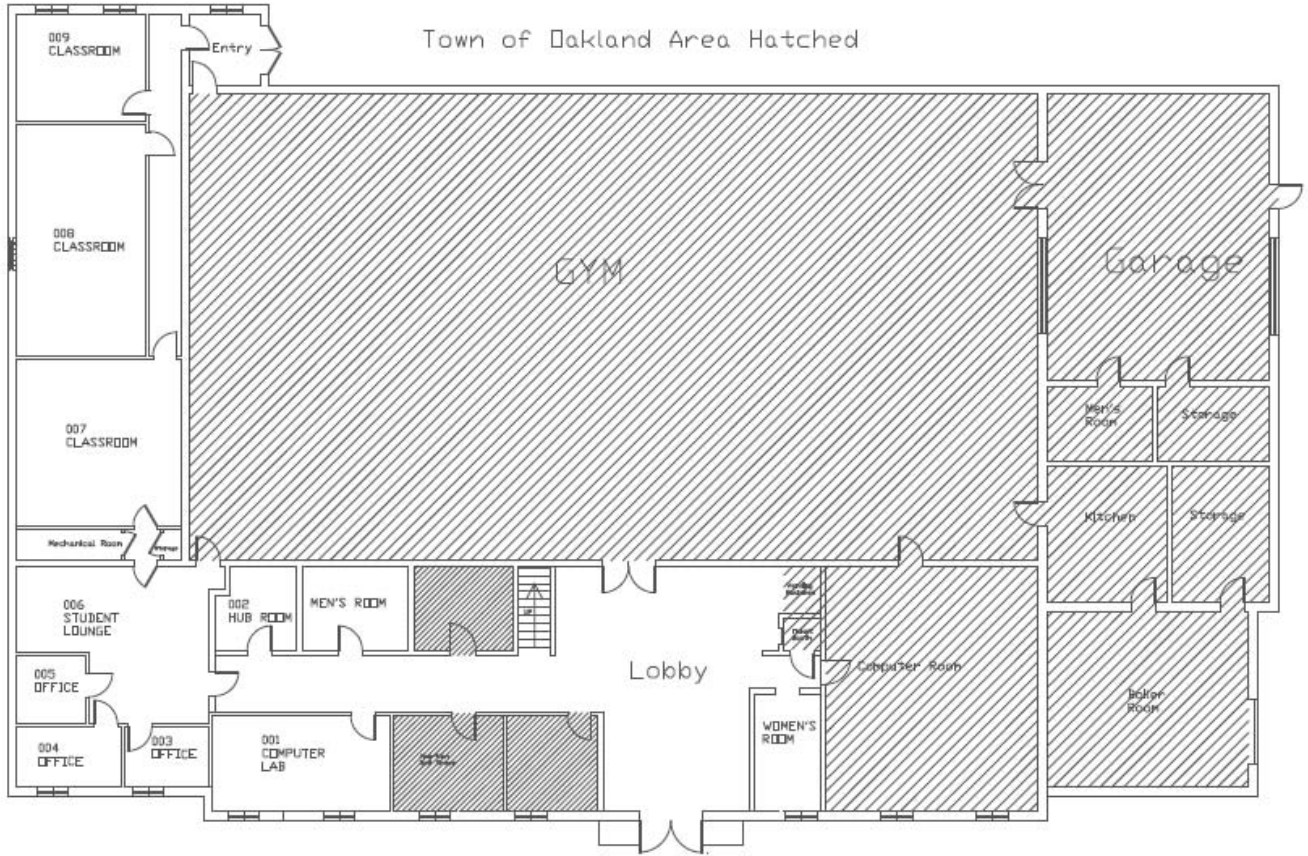 Town of Oakland Area Hatched
009
CLASSROOM
Entry
008
CLASSROOM
GYM
Garage
007
CLASSROOM
Men's
Room
Storage
Kitchen
Storage
Mechanical Room
006
STUDENT
LOUNGE
002
HUB ROOM
MEN'S ROOM
UP
Lobby
Computer Room
005
OFFICE
004
OFFICE
003
OFFICE
001
COMPUTER
LAB
WOMEN'S
ROOM
Boiler
Room